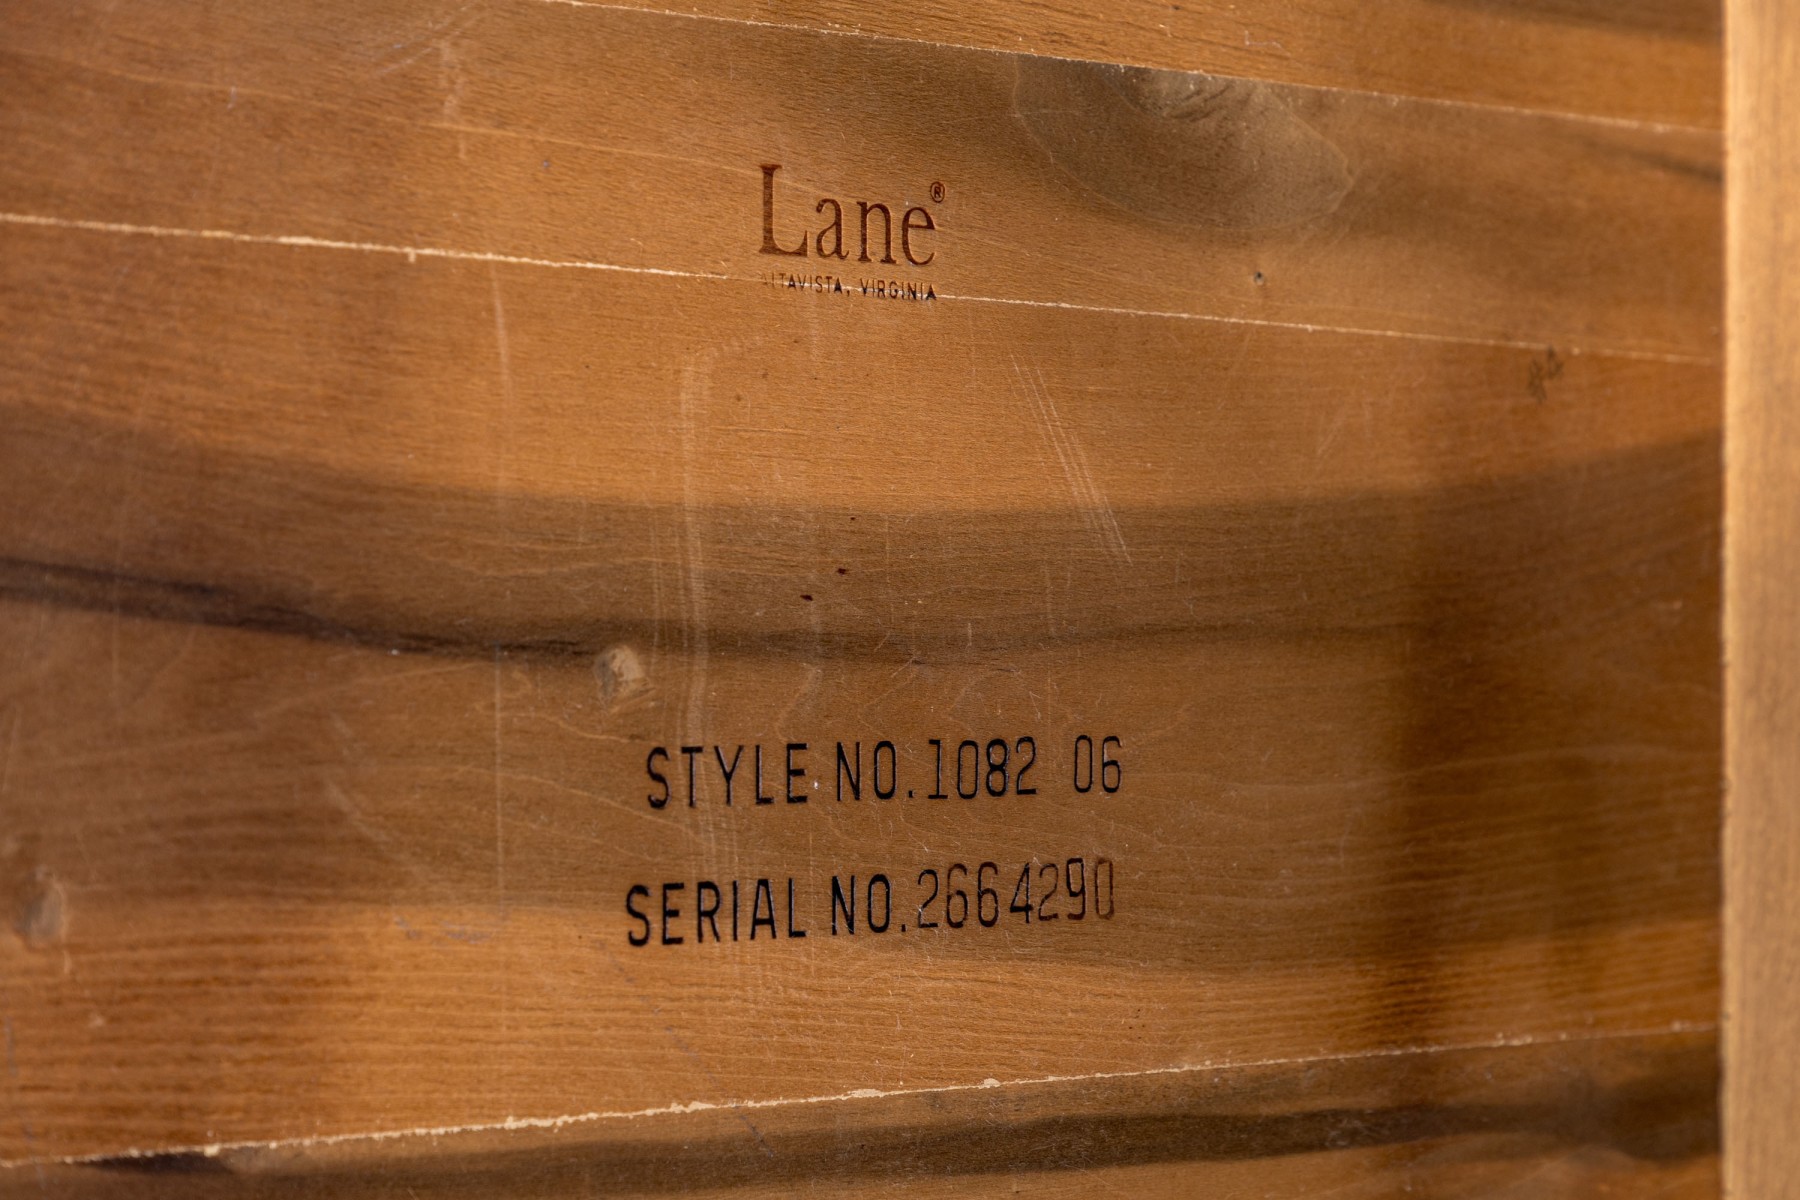 Lane®
ALTAVISTA, VIRGINIA
STYLE NO. 1082 06
SERIAL NO. 2664290